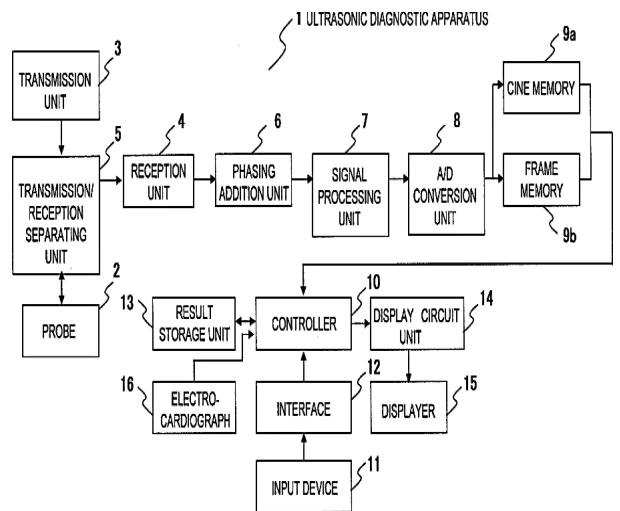 1 ULTRASONIC DIAGNOSTIC APPARATUS
3
TRANSMISSION
UNIT
5
TRANSMISSION/
RECEPTION
SEPARATING
UNIT
2
PROBE
4
RECEPTION
UNIT
6
PHASING
ADDITION UNIT
7
SIGNAL
PROCESSING
UNIT
8
A/D
CONVERSION
UNIT
9a
CINE MEMORY
FRAME
MEMORY
9b
13
RESULT
STORAGE UNIT
10
CONTROLLER
14
DISPLAY CIRCUIT
UNIT
16
ELECTRO-
CARDIOGRAPH
12
INTERFACE
15
DISPLAYER
11
INPUT DEVICE